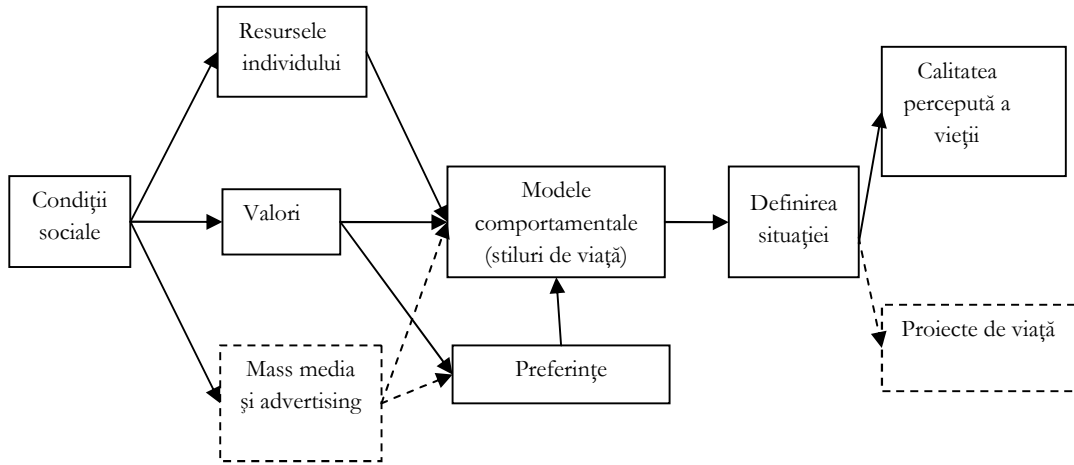 Resursele
individului
Calitatea
percepută a
vieţii
Condiţii
sociale
Valori
Modele
comportamentale
(stiluri de viaţă)
Definirea
situaţiei
Mass media
şi advertising
Preferinţe
Proiecte de viaţă